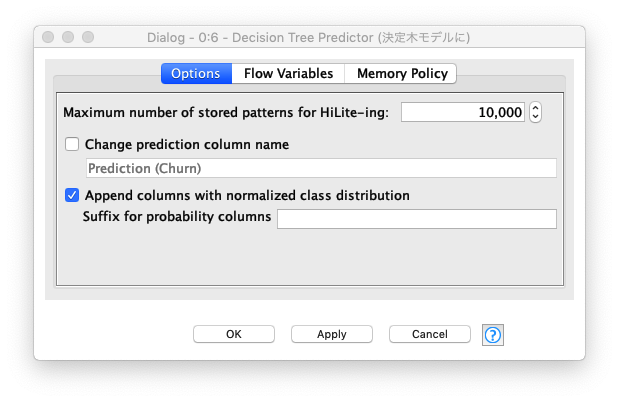 Dialog - 0:6 - Decision Tree Predictor (決定木モデルに)
Options Flow Variables Memory Policy
Maximum number of stored patterns for HiLite-ing: 10,000
Change prediction column name
Prediction (Churn)
Append columns with normalized class distribution
Suffix for probability columns
OK Apply Cancel ?